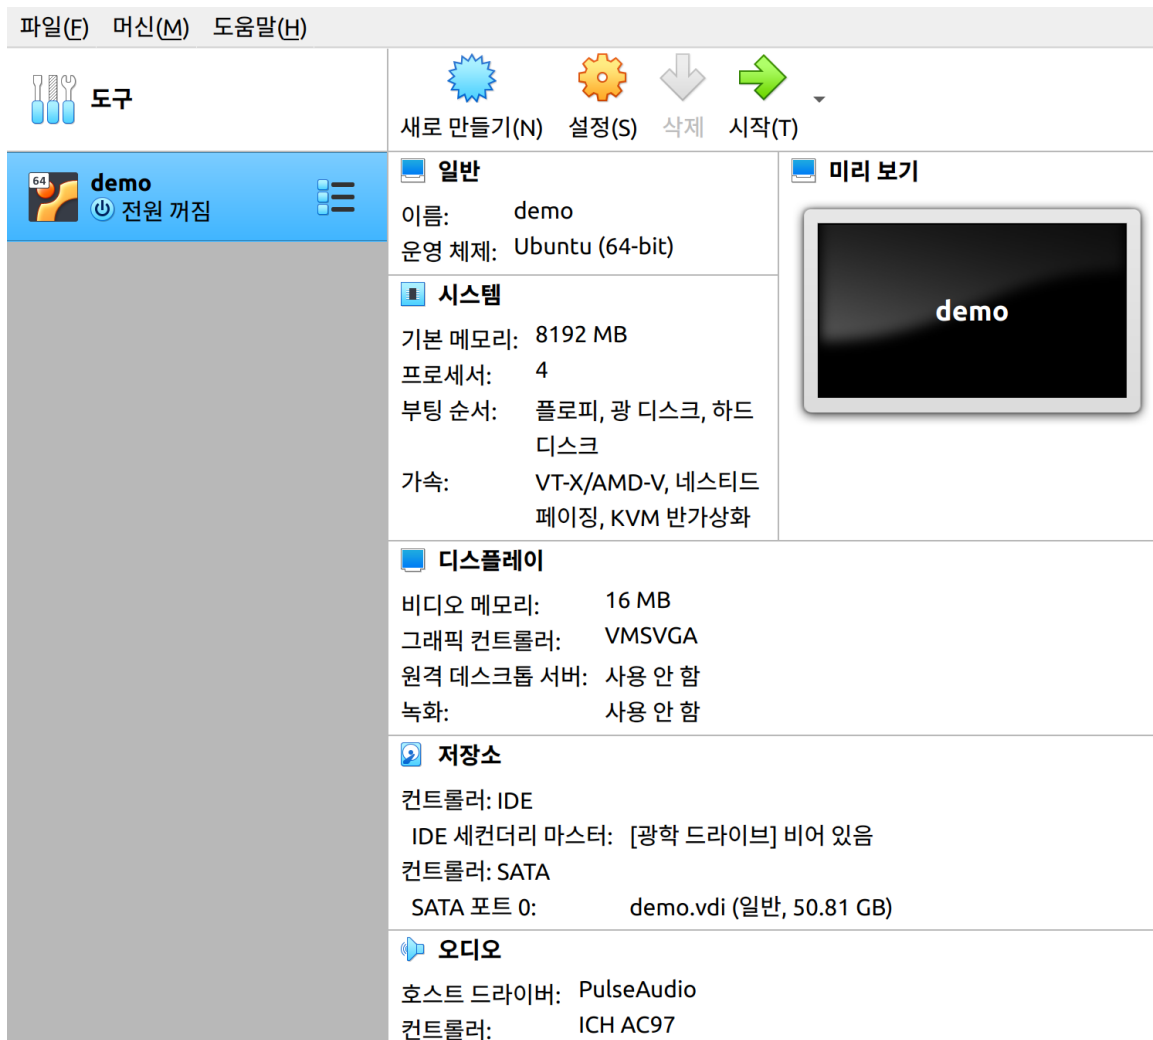 파일(F) 머신(M) 도움말(H)
도구
새로 만들기(N) 설정(S) 삭제 시작(T)
64
demo
전원 꺼짐
일반
이름: demo
운영 체제: Ubuntu (64-bit)
미리 보기
demo
시스템
기본 메모리: 8192 MB
프로세서: 4
부팅 순서: 플로피, 광 디스크, 하드
디스크
가속: VT-X/AMD-V, 네스티드
페이징, KVM 반가상화
디스플레이
비디오 메모리: 16 MB
그래픽 컨트롤러: VMSVGA
원격 데스크톱 서버: 사용 안 함
녹화: 사용 안 함
저장소
컨트롤러: IDE
IDE 세컨더리 마스터: [광학 드라이브] 비어 있음
컨트롤러: SATA
SATA 포트 0: demo.vdi (일반, 50.81 GB)
오디오
호스트 드라이버: PulseAudio
컨트롤러: ICH AC97